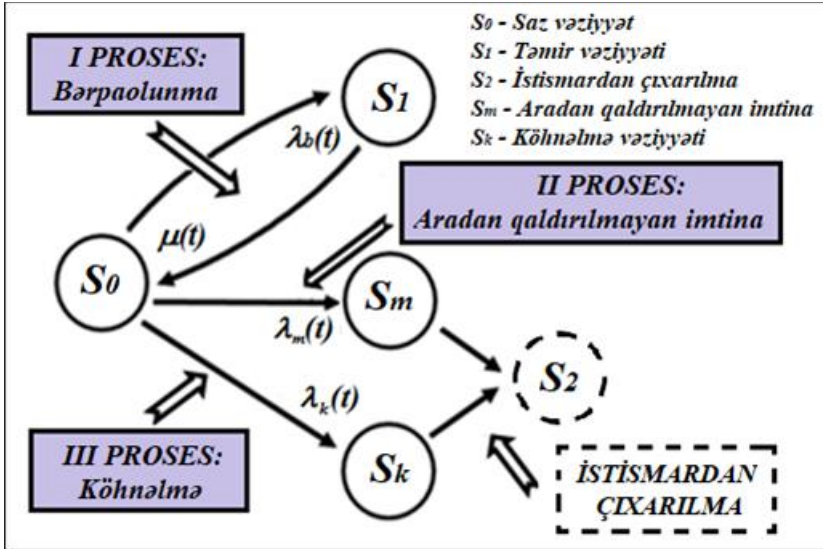 I PROSES:
Bərpaolunma
S0 - Saz vəziyyət
S1 - Təmir vəziyyəti
S2 - İstismardan çıxarılma
Sm - Aradan qaldırılmayan imtina
Sk - Köhnəlmə vəziyyəti
S1
λb(t)
II PROSES:
Aradan qaldırılmayan imtina
μ(t)
S0
Sm
λm(t)
S2
λk(t)
III PROSES:
Köhnəlmə
Sk
İSTİSMARDAN
ÇIXARILMA